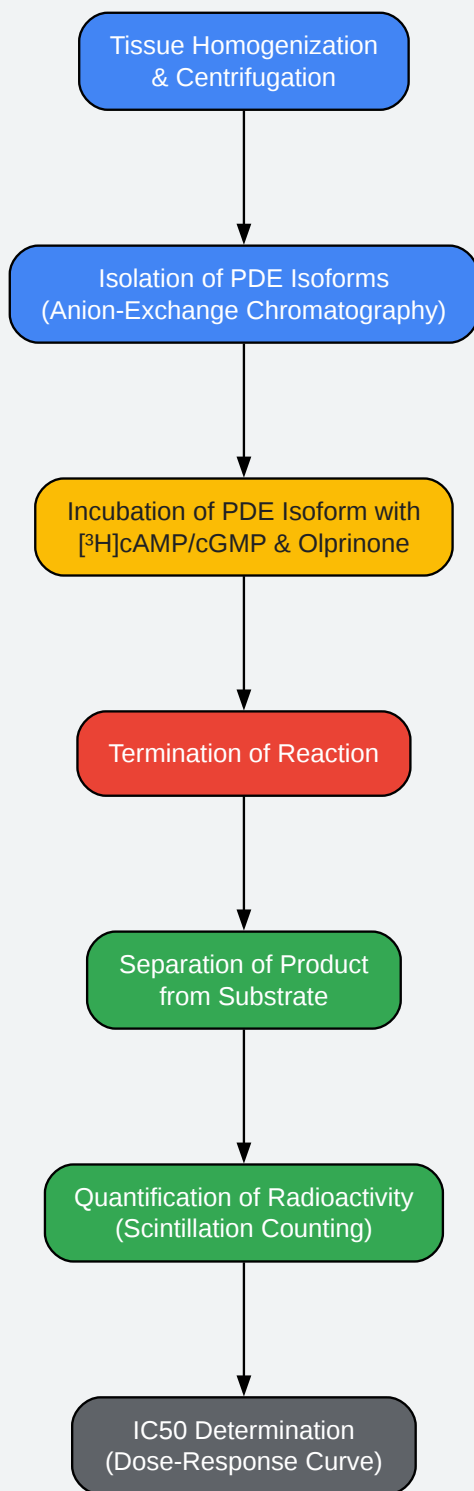 Tissue Homogenization
& Centrifugation
Isolation of PDE Isoforms
(Anion-Exchange Chromatography)
Incubation of PDE Isoform with
[³H]cAMP/cGMP & Olprinone
Termination of Reaction
Separation of Product
from Substrate
Quantification of Radioactivity
(Scintillation Counting)
IC50 Determination
(Dose-Response Curve)